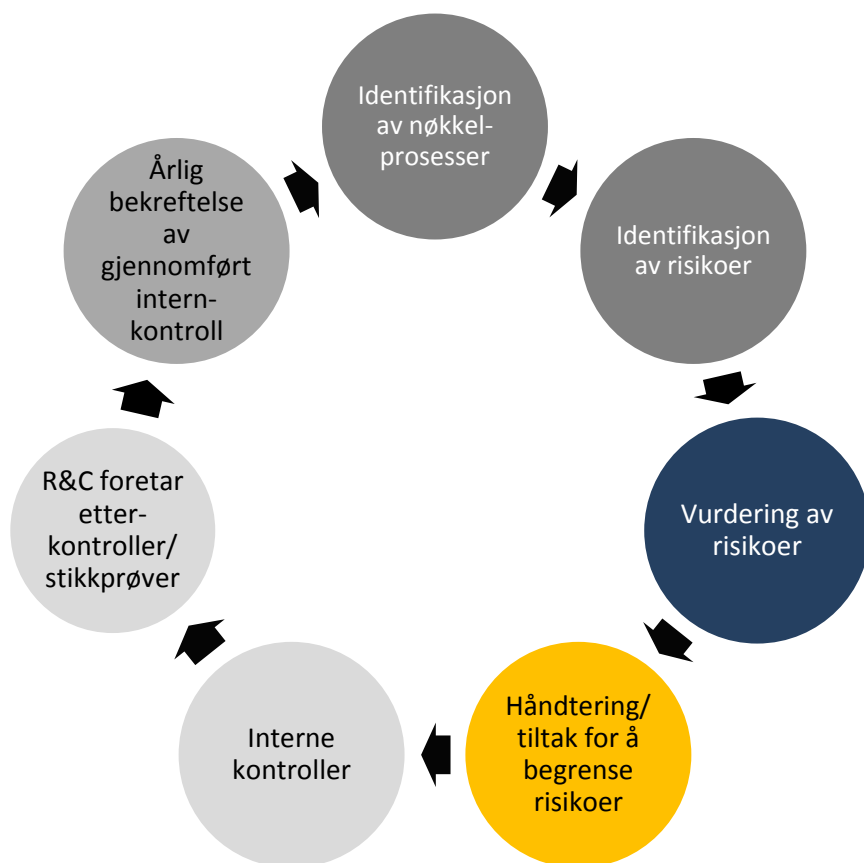 Identifikasjon
av nøkkel-
prosesser
Identifikasjon
av risikoer
Vurdering av
risikoer
Håndtering/
tiltak for å
begrense
risikoer
Interne
kontroller
R&C foretar
etter-
kontroller/
stikkprøver
Årlig
bekreftelse
av
gjennomført
intern-
kontroll